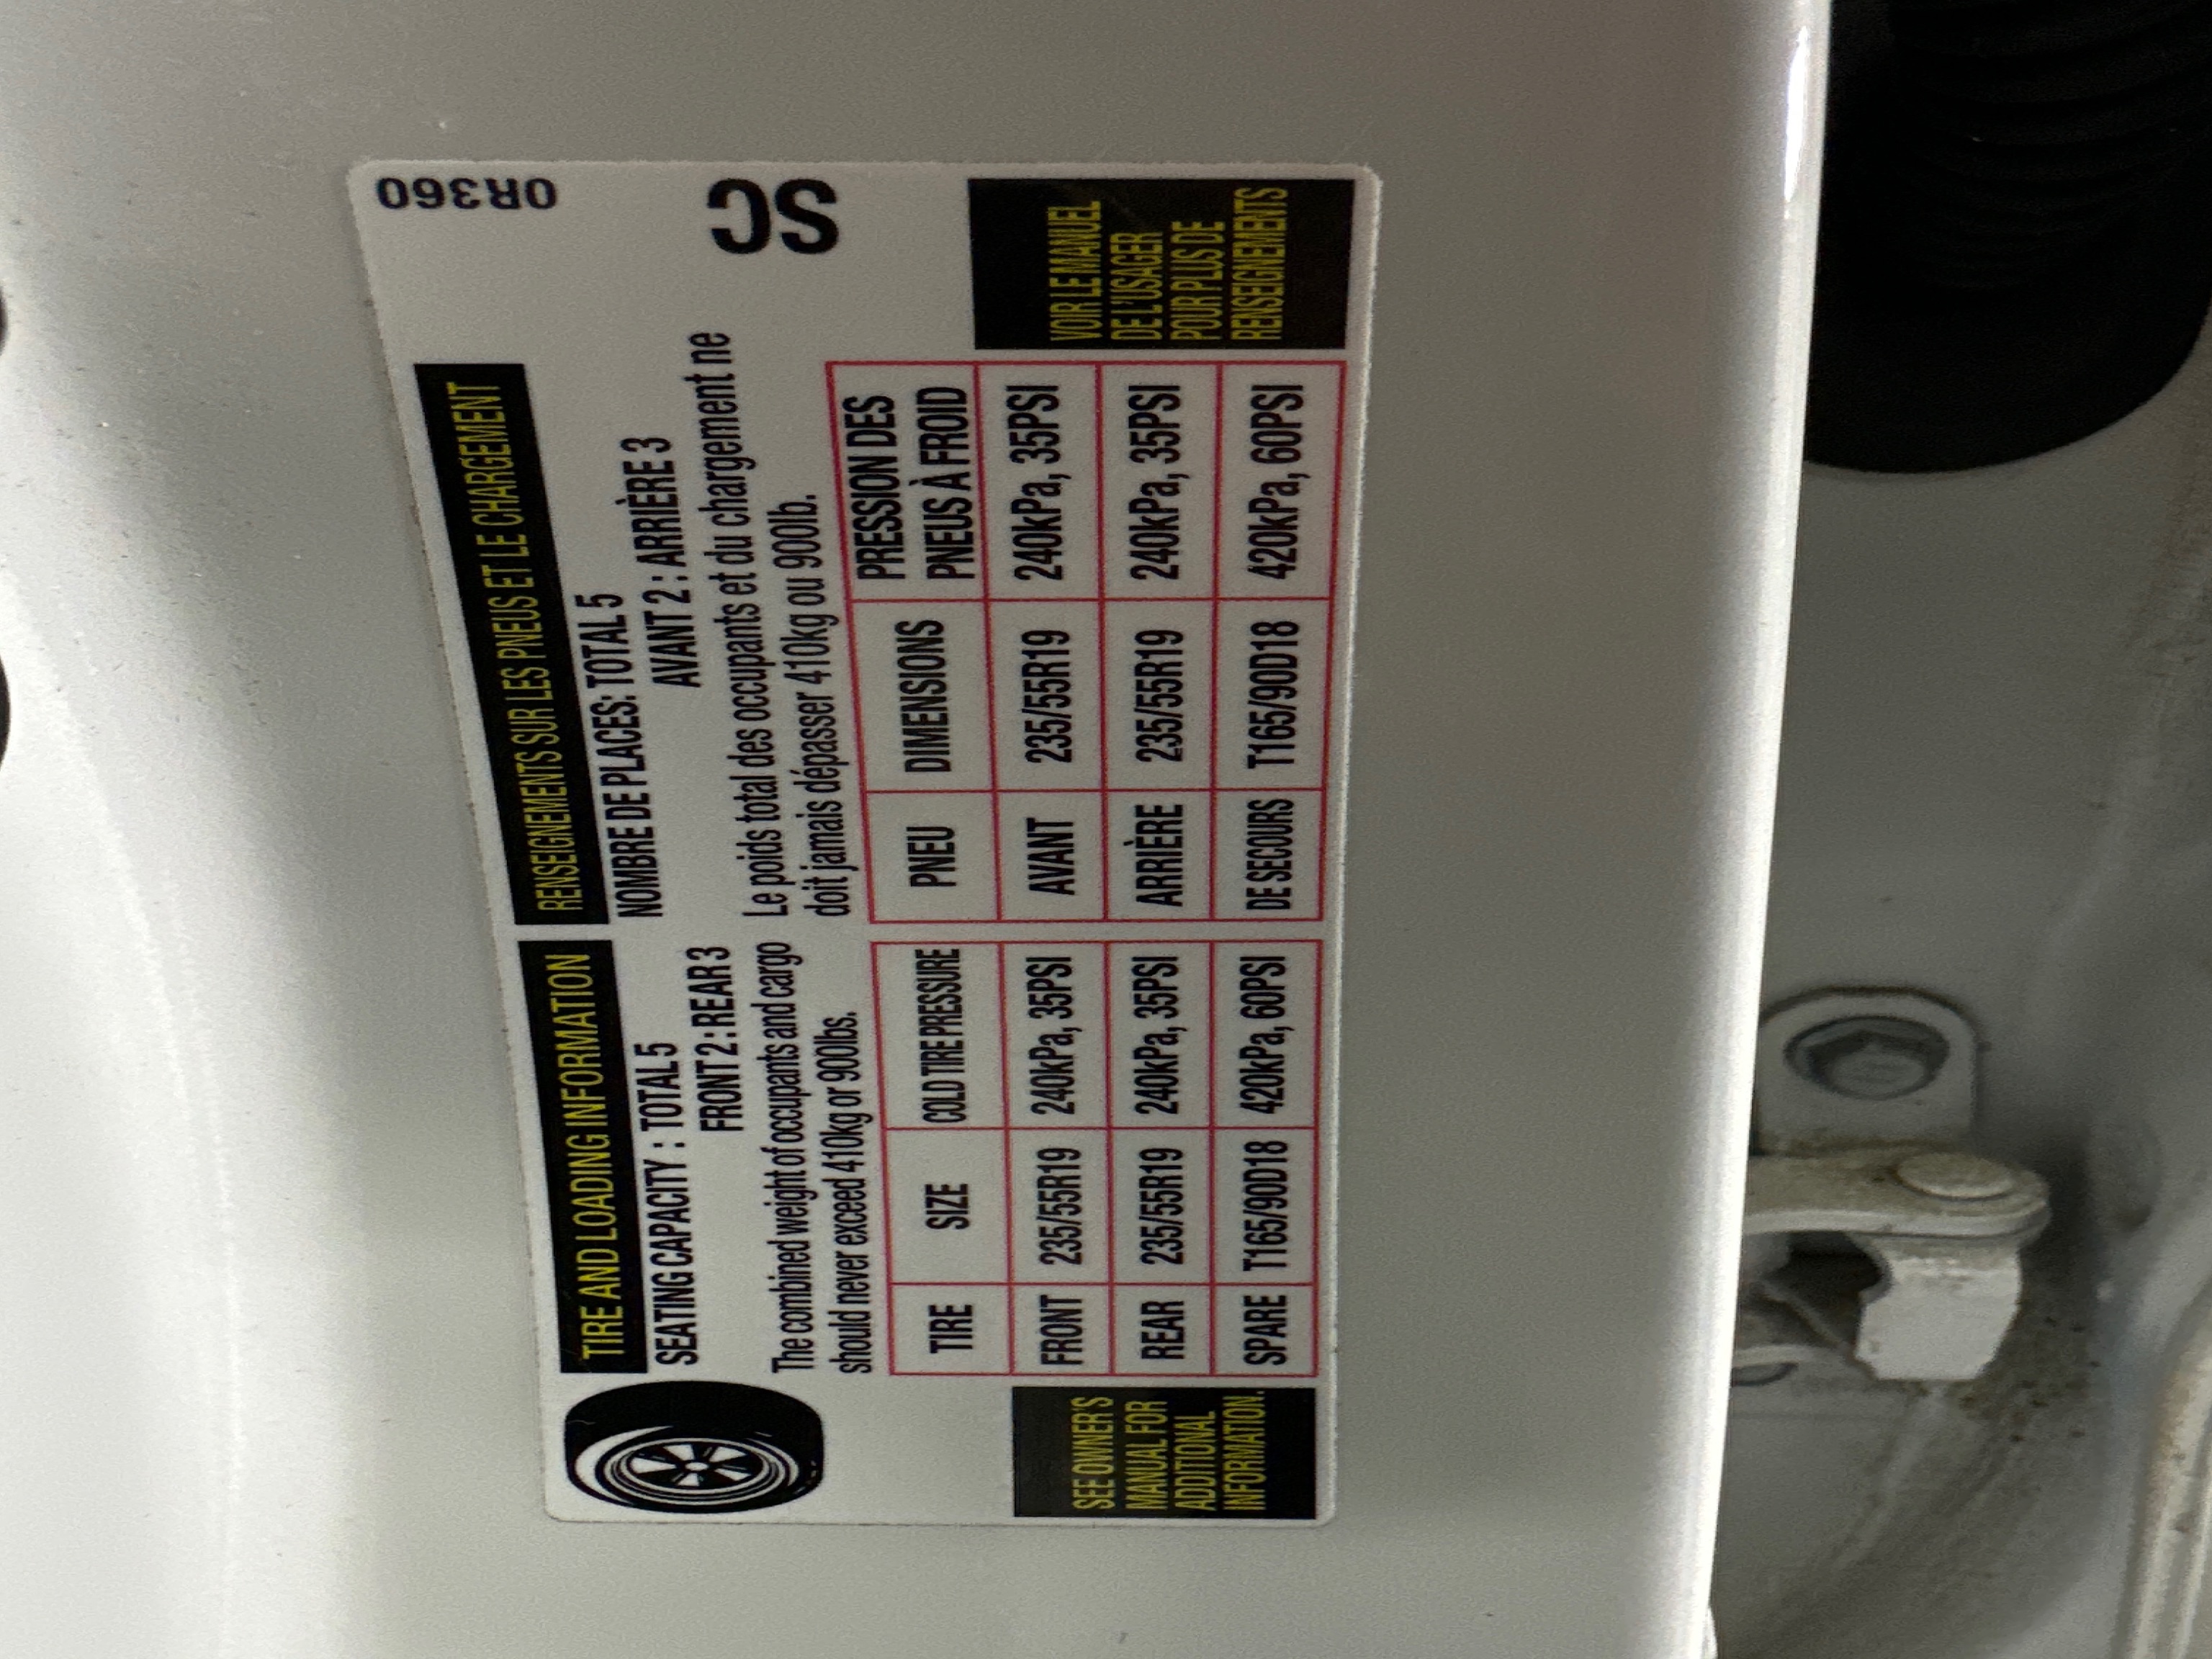 TIRE AND LOADING INFORMATION
SEATING CAPACITY : TOTAL 5
FRONT 2 : REAR 3
The combined weight of occupants and cargo
should never exceed 410kg or 900lbs.
TIRE SIZE COLD TIRE PRESSURE
FRONT 235/55R19 240kPa, 35PSI
REAR 235/55R19 240kPa, 35PSI
SPARE T165/90D18 420kPa, 60PSI
SEE OWNER'S
MANUAL FOR
ADDITIONAL
INFORMATION.
RENSEIGNEMENTS SUR LES PNEUS ET LE CHARGEMENT
NOMBRE DE PLACES: TOTAL 5
AVANT 2 : ARRIÈRE 3
Le poids total des occupants et du chargement ne
doit jamais dépasser 410kg ou 900lb.
PNEU DIMENSIONS PRESSION DES
PNEUS À FROID
AVANT 235/55R19 240kPa, 35PSI
ARRIÈRE 235/55R19 240kPa, 35PSI
DE SECOURS T165/90D18 420kPa, 60PSI
VOIR LE MANUEL
DE L'USAGER
POUR PLUS DE
RENSEIGNEMENTS
0R360
SC